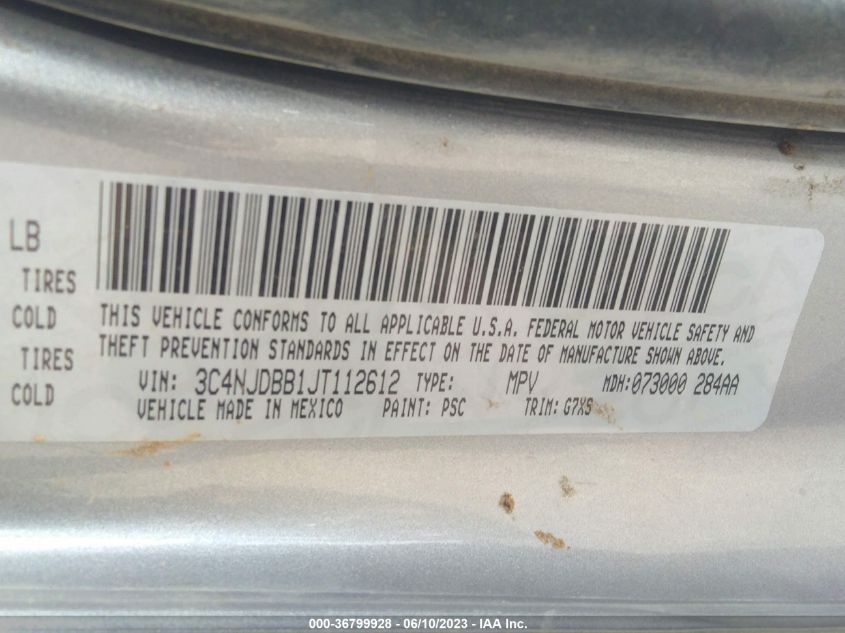 LB
TIRES
COLD
TIRES
COLD
THIS VEHICLE CONFORMS TO ALL APPLICABLE U.S.A. FEDERAL MOTOR VEHICLE SAFETY AND
THEFT PREVENTION STANDARDS IN EFFECT ON THE DATE OF MANUFACTURE SHOWN ABOVE.
VIN: 3C4NJDBB1JT112612 TYPE: MPV MDH:073000 284AA
VEHICLE MADE IN MEXICO PAINT: PSC TRIM: G7XS
000-36799928 - 06/10/2023 - IAA Inc.